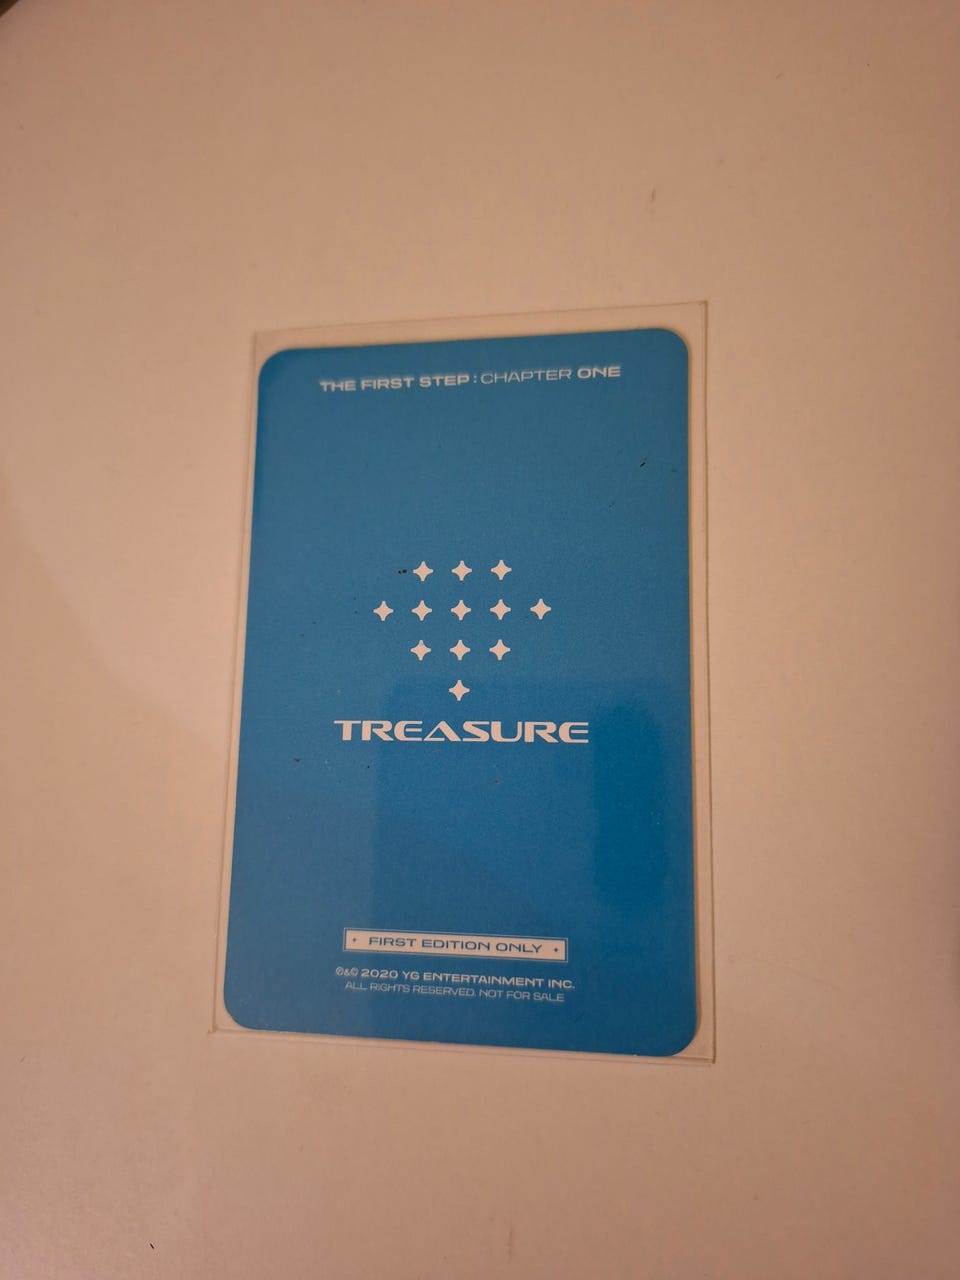 THE FIRST STEP : CHAPTER ONE
TREASURE
FIRST EDITION ONLY
℗&© 2020 YG ENTERTAINMENT INC.
ALL RIGHTS RESERVED. NOT FOR SALE